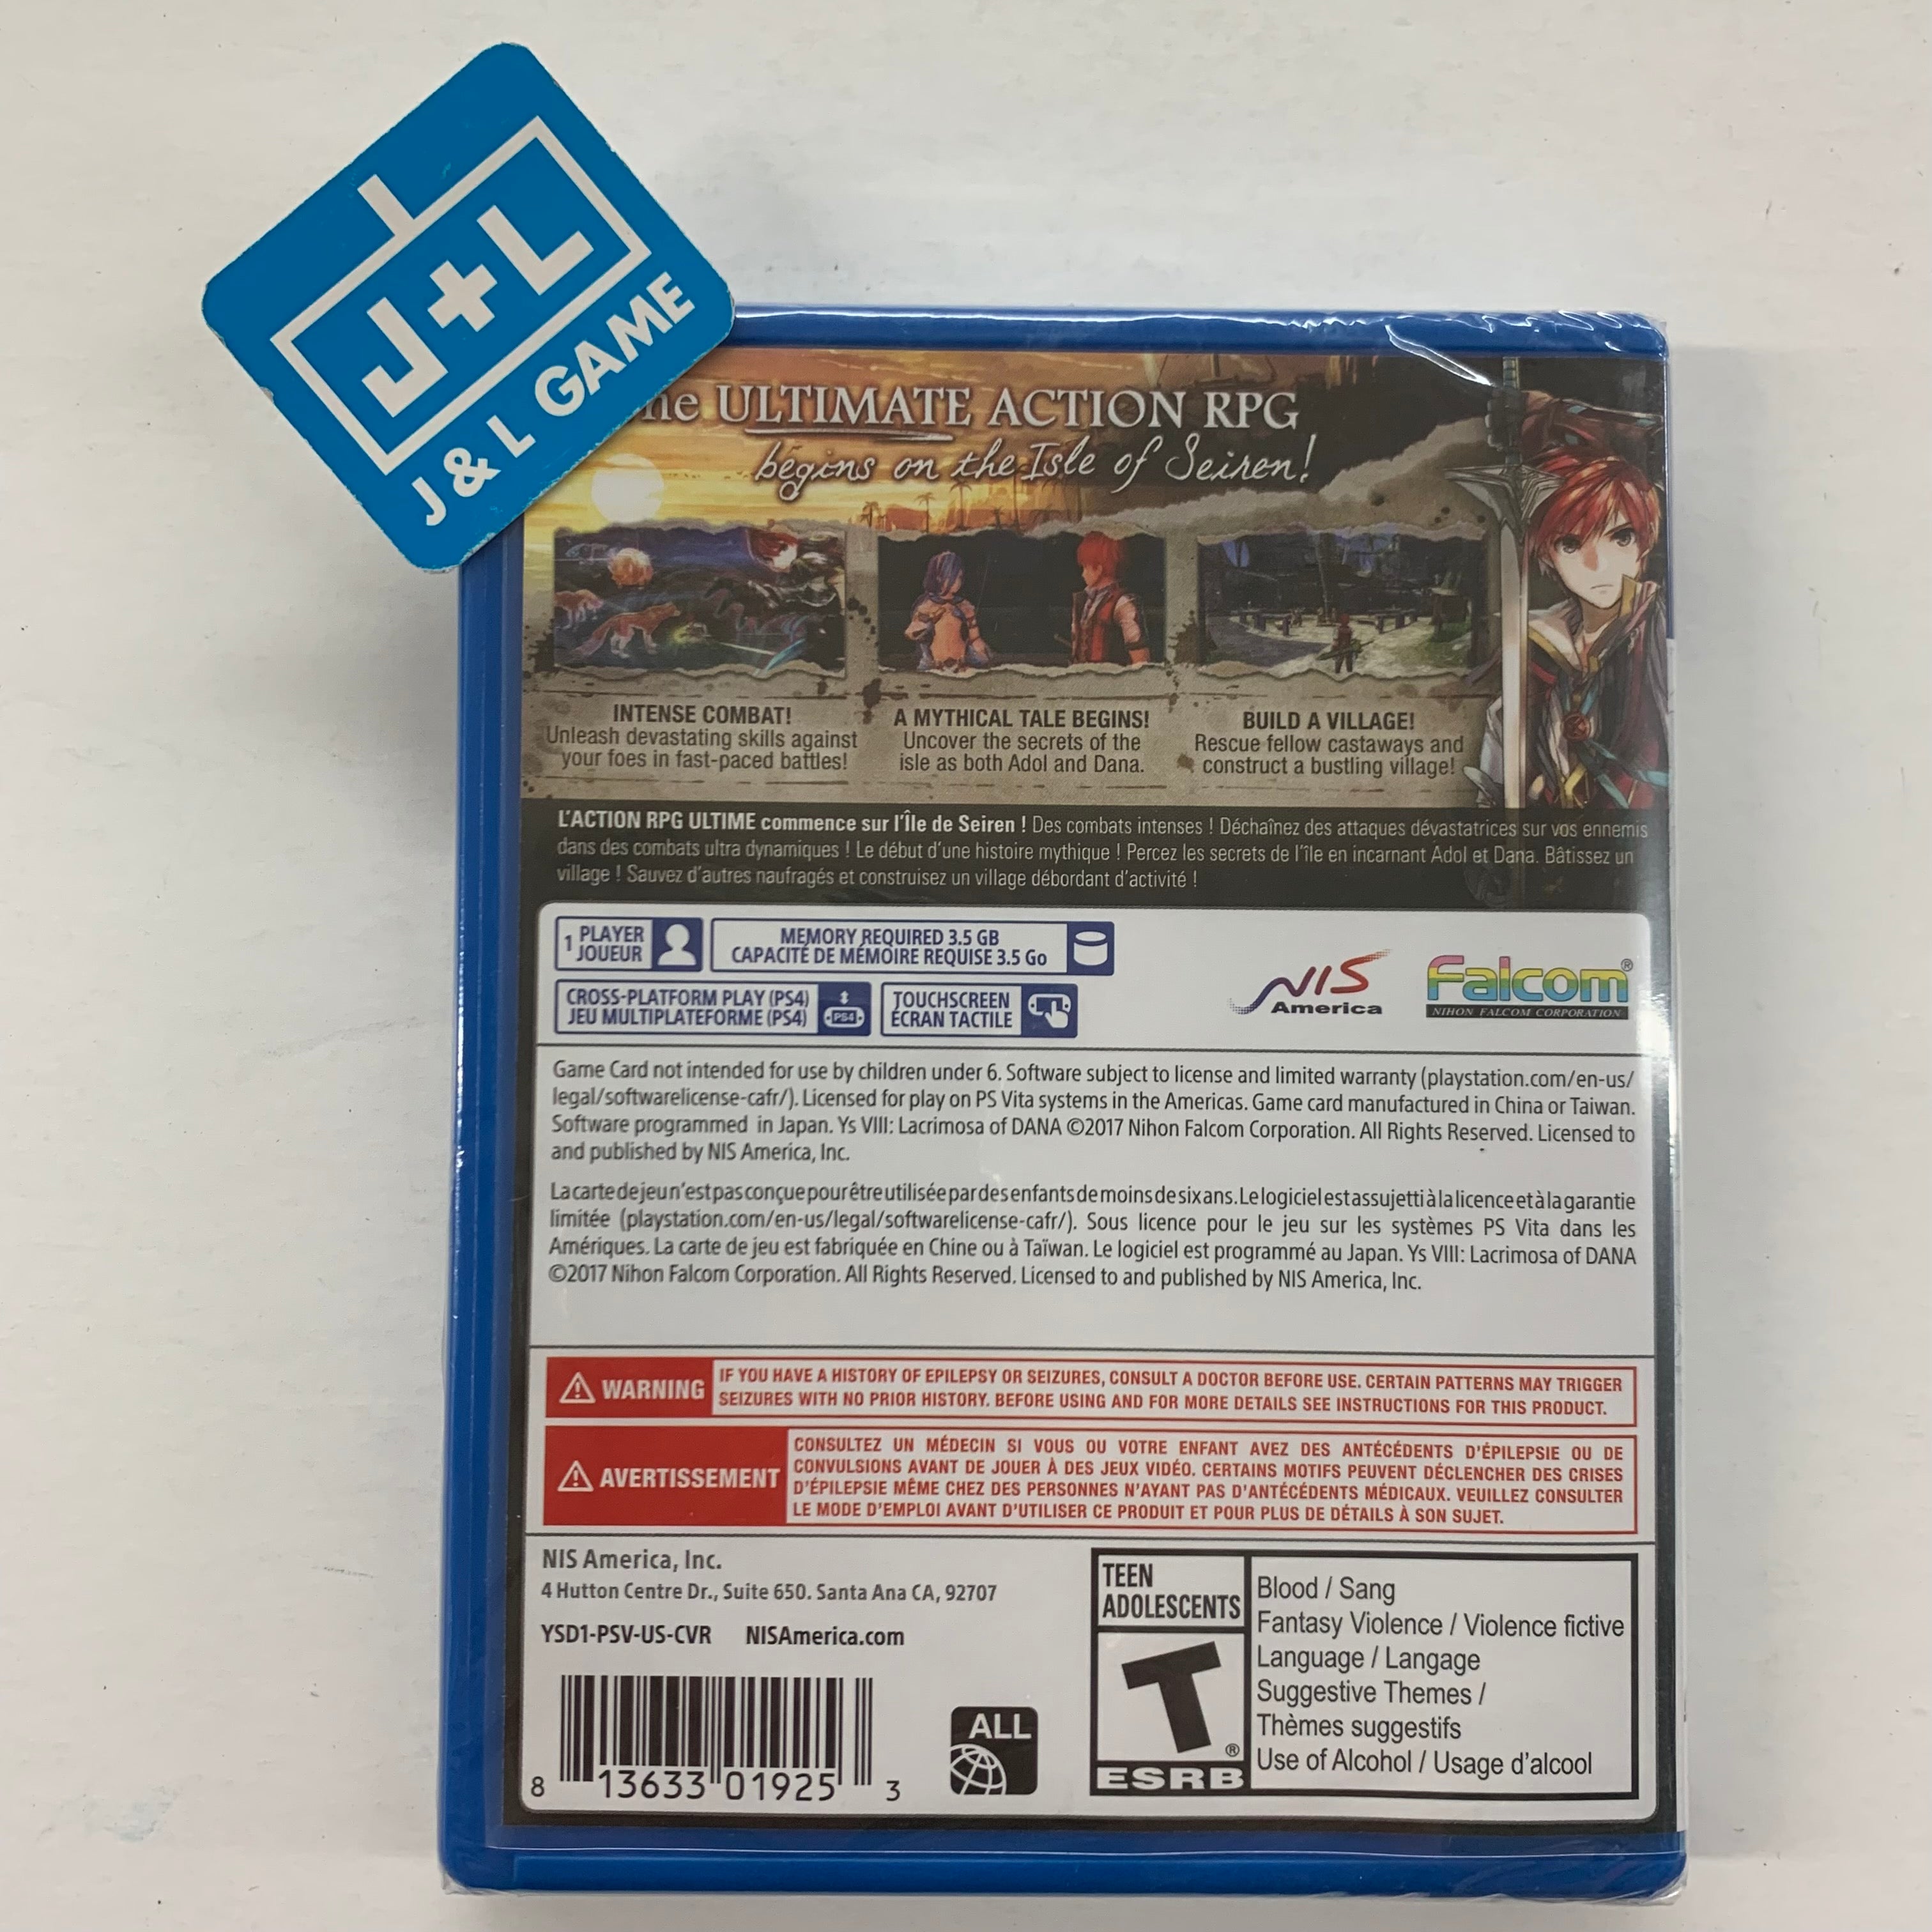 J+L
J & L GAME
he ULTIMATE ACTION RPG
begins on the Isle of Seiren!
INTENSE COMBAT!
Unleash devastating skills against
your foes in fast-paced battles!
A MYTHICAL TALE BEGINS!
Uncover the secrets of the
isle as both Adol and Dana.
BUILD A VILLAGE!
Rescue fellow castaways and
construct a bustling village!
L'ACTION RPG ULTIME commence sur l'Île de Seiren ! Des combats intenses ! Déchaînez des attaques dévastatrices sur vos ennemis
dans des combats ultra dynamiques ! Le début d'une histoire mythique ! Percez les secrets de l'île en incarnant Adol et Dana. Bâtissez un
village ! Sauvez d'autres naufragés et construisez un village débordant d'activité !
1 PLAYER
JOUEUR
MEMORY REQUIRED 3.5 GB
CAPACITÉ DE MÉMOIRE REQUISE 3.5 Go
CROSS-PLATFORM PLAY (PS4)
JEU MULTIPLATEFORME (PS4)
PS4
TOUCHSCREEN
ÉCRAN TACTILE
NIS
America
Falcom®
NIHON FALCOM CORPORATION
Game Card not intended for use by children under 6. Software subject to license and limited warranty (playstation.com/en-us/
legal/softwarelicense-cafr/). Licensed for play on PS Vita systems in the Americas. Game card manufactured in China or Taiwan.
Software programmed in Japan. Ys VIII: Lacrimosa of DANA ©2017 Nihon Falcom Corporation. All Rights Reserved. Licensed to
and published by NIS America, Inc.
La carte de jeu n'est pas conçue pour être utilisée par des enfants de moins de six ans. Le logiciel est assujetti à la licence et à la garantie
limitée (playstation.com/en-us/legal/softwarelicense-cafr/). Sous licence pour le jeu sur les systèmes PS Vita dans les
Amériques. La carte de jeu est fabriquée en Chine ou à Taïwan. Le logiciel est programmé au Japan. Ys VIII: Lacrimosa of DANA
©2017 Nihon Falcom Corporation. All Rights Reserved. Licensed to and published by NIS America, Inc.
WARNING
IF YOU HAVE A HISTORY OF EPILEPSY OR SEIZURES, CONSULT A DOCTOR BEFORE USE. CERTAIN PATTERNS MAY TRIGGER
SEIZURES WITH NO PRIOR HISTORY. BEFORE USING AND FOR MORE DETAILS SEE INSTRUCTIONS FOR THIS PRODUCT.
AVERTISSEMENT
CONSULTEZ UN MÉDECIN SI VOUS OU VOTRE ENFANT AVEZ DES ANTÉCÉDENTS D'ÉPILEPSIE OU DE
CONVULSIONS AVANT DE JOUER À DES JEUX VIDÉO. CERTAINS MOTIFS PEUVENT DÉCLENCHER DES CRISES
D'ÉPILEPSIE MÊME CHEZ DES PERSONNES N'AYANT PAS D'ANTÉCÉDENTS MÉDICAUX. VEUILLEZ CONSULTER
LE MODE D'EMPLOI AVANT D'UTILISER CE PRODUIT ET POUR PLUS DE DÉTAILS À SON SUJET.
NIS America, Inc.
4 Hutton Centre Dr., Suite 650. Santa Ana CA, 92707
YSD1-PSV-US-CVR NISAmerica.com
8 13633 01925 3
ALL
TEEN
ADOLESCENTS
T®
ESRB
Blood / Sang
Fantasy Violence / Violence fictive
Language / Langage
Suggestive Themes /
Thèmes suggestifs
Use of Alcohol / Usage d'alcool